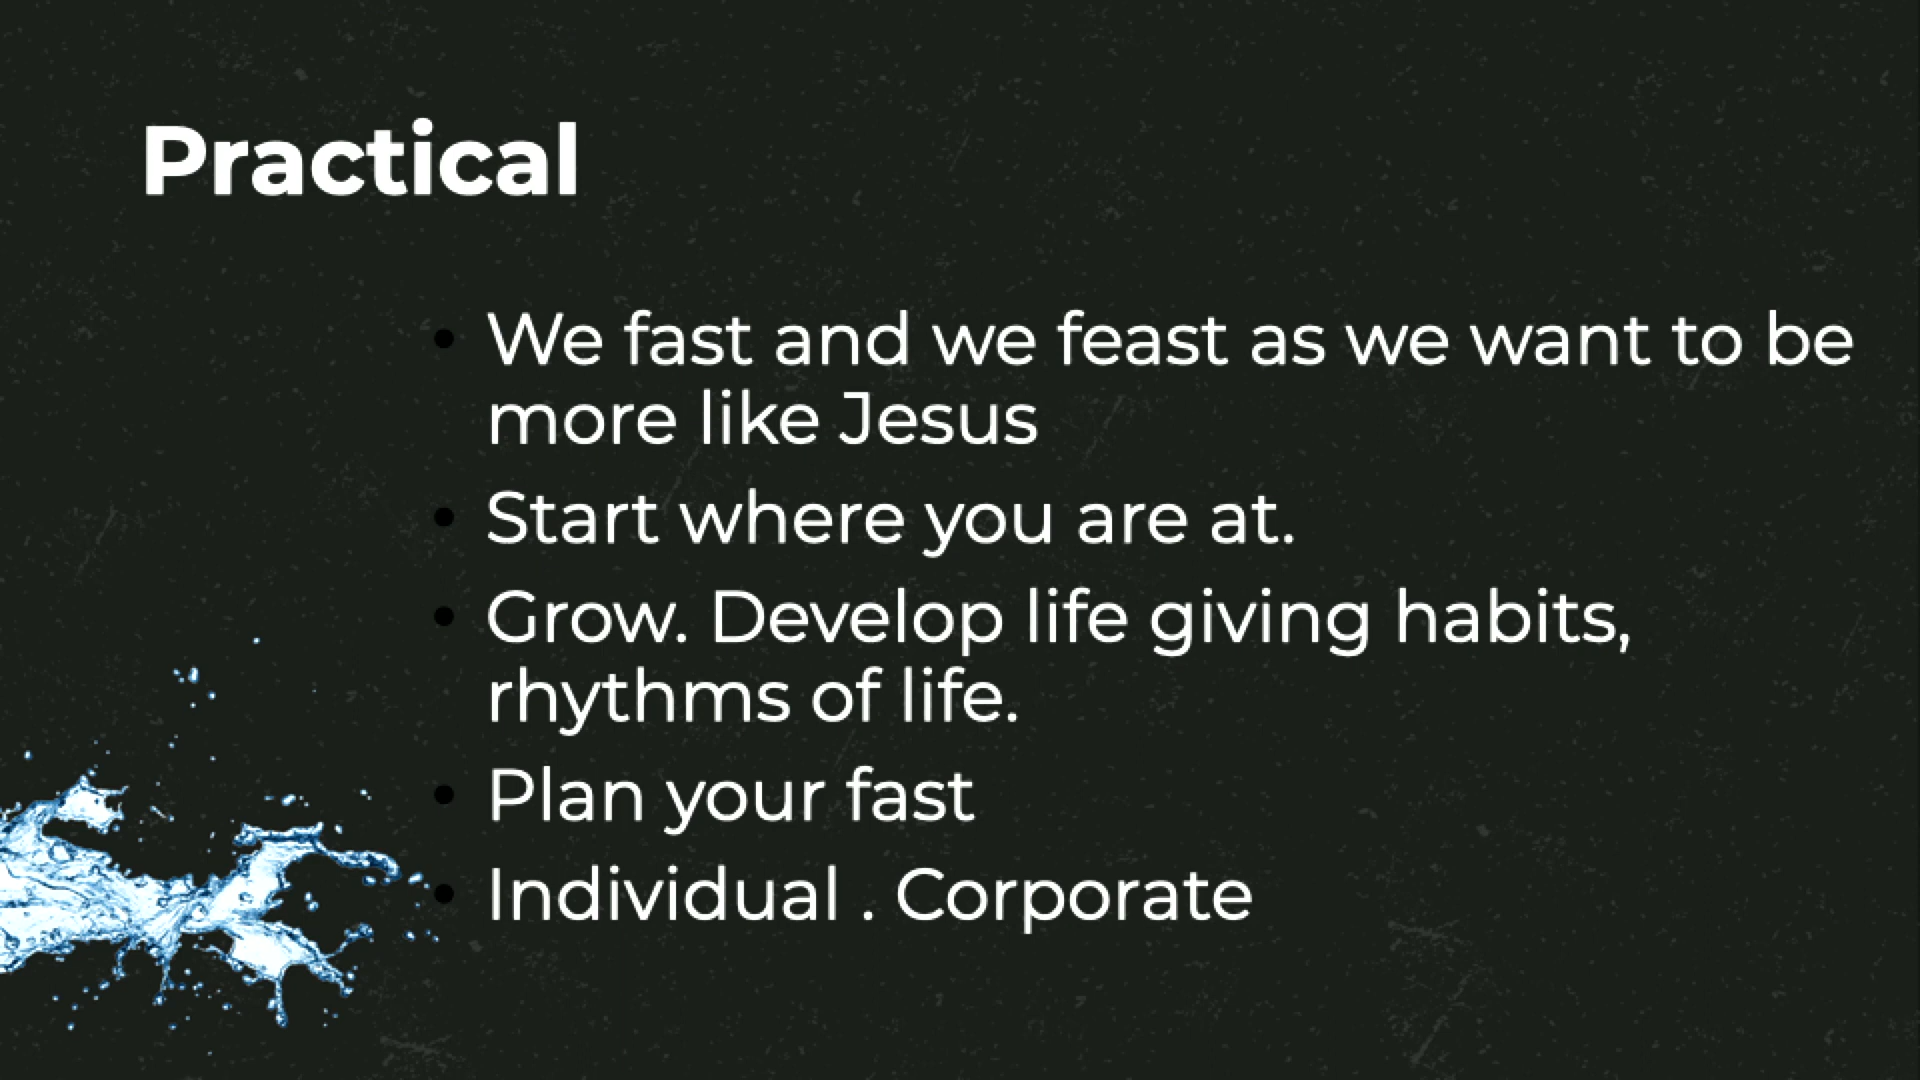 Practical
• We fast and we feast as we want to be
more like Jesus
• Start where you are at.
• Grow. Develop life giving habits,
rhythms of life.
• Plan your fast
• Individual . Corporate